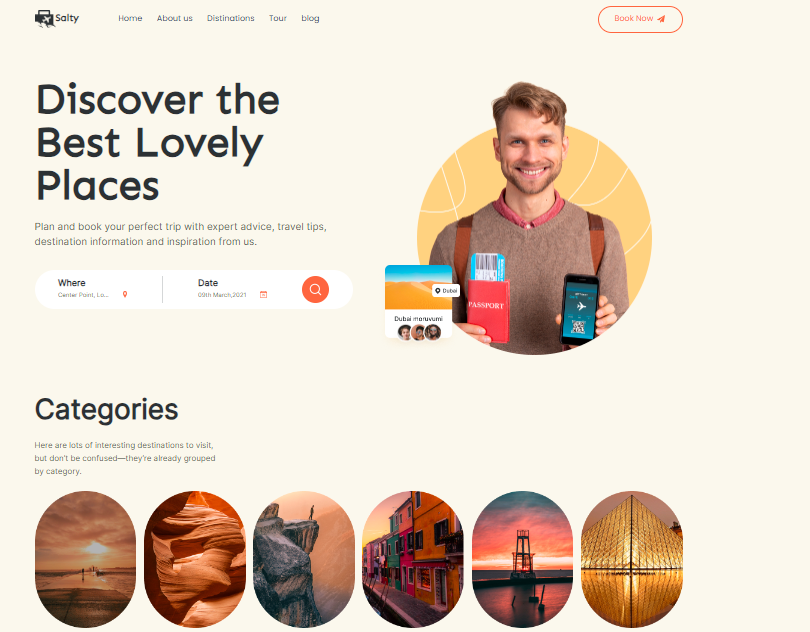 Salty
Home About us Distinations Tour blog
Book Now
Discover the
Best Lovely
Places
Plan and book your perfect trip with expert advice, travel tips,
destination information and inspiration from us.
Where
Center Point, Lo...
Date
09th March,2021
PASSPORT
Dubai
Dubai moruvumi
Categories
Here are lots of interesting destinations to visit,
but don't be confused—they're already grouped
by category.